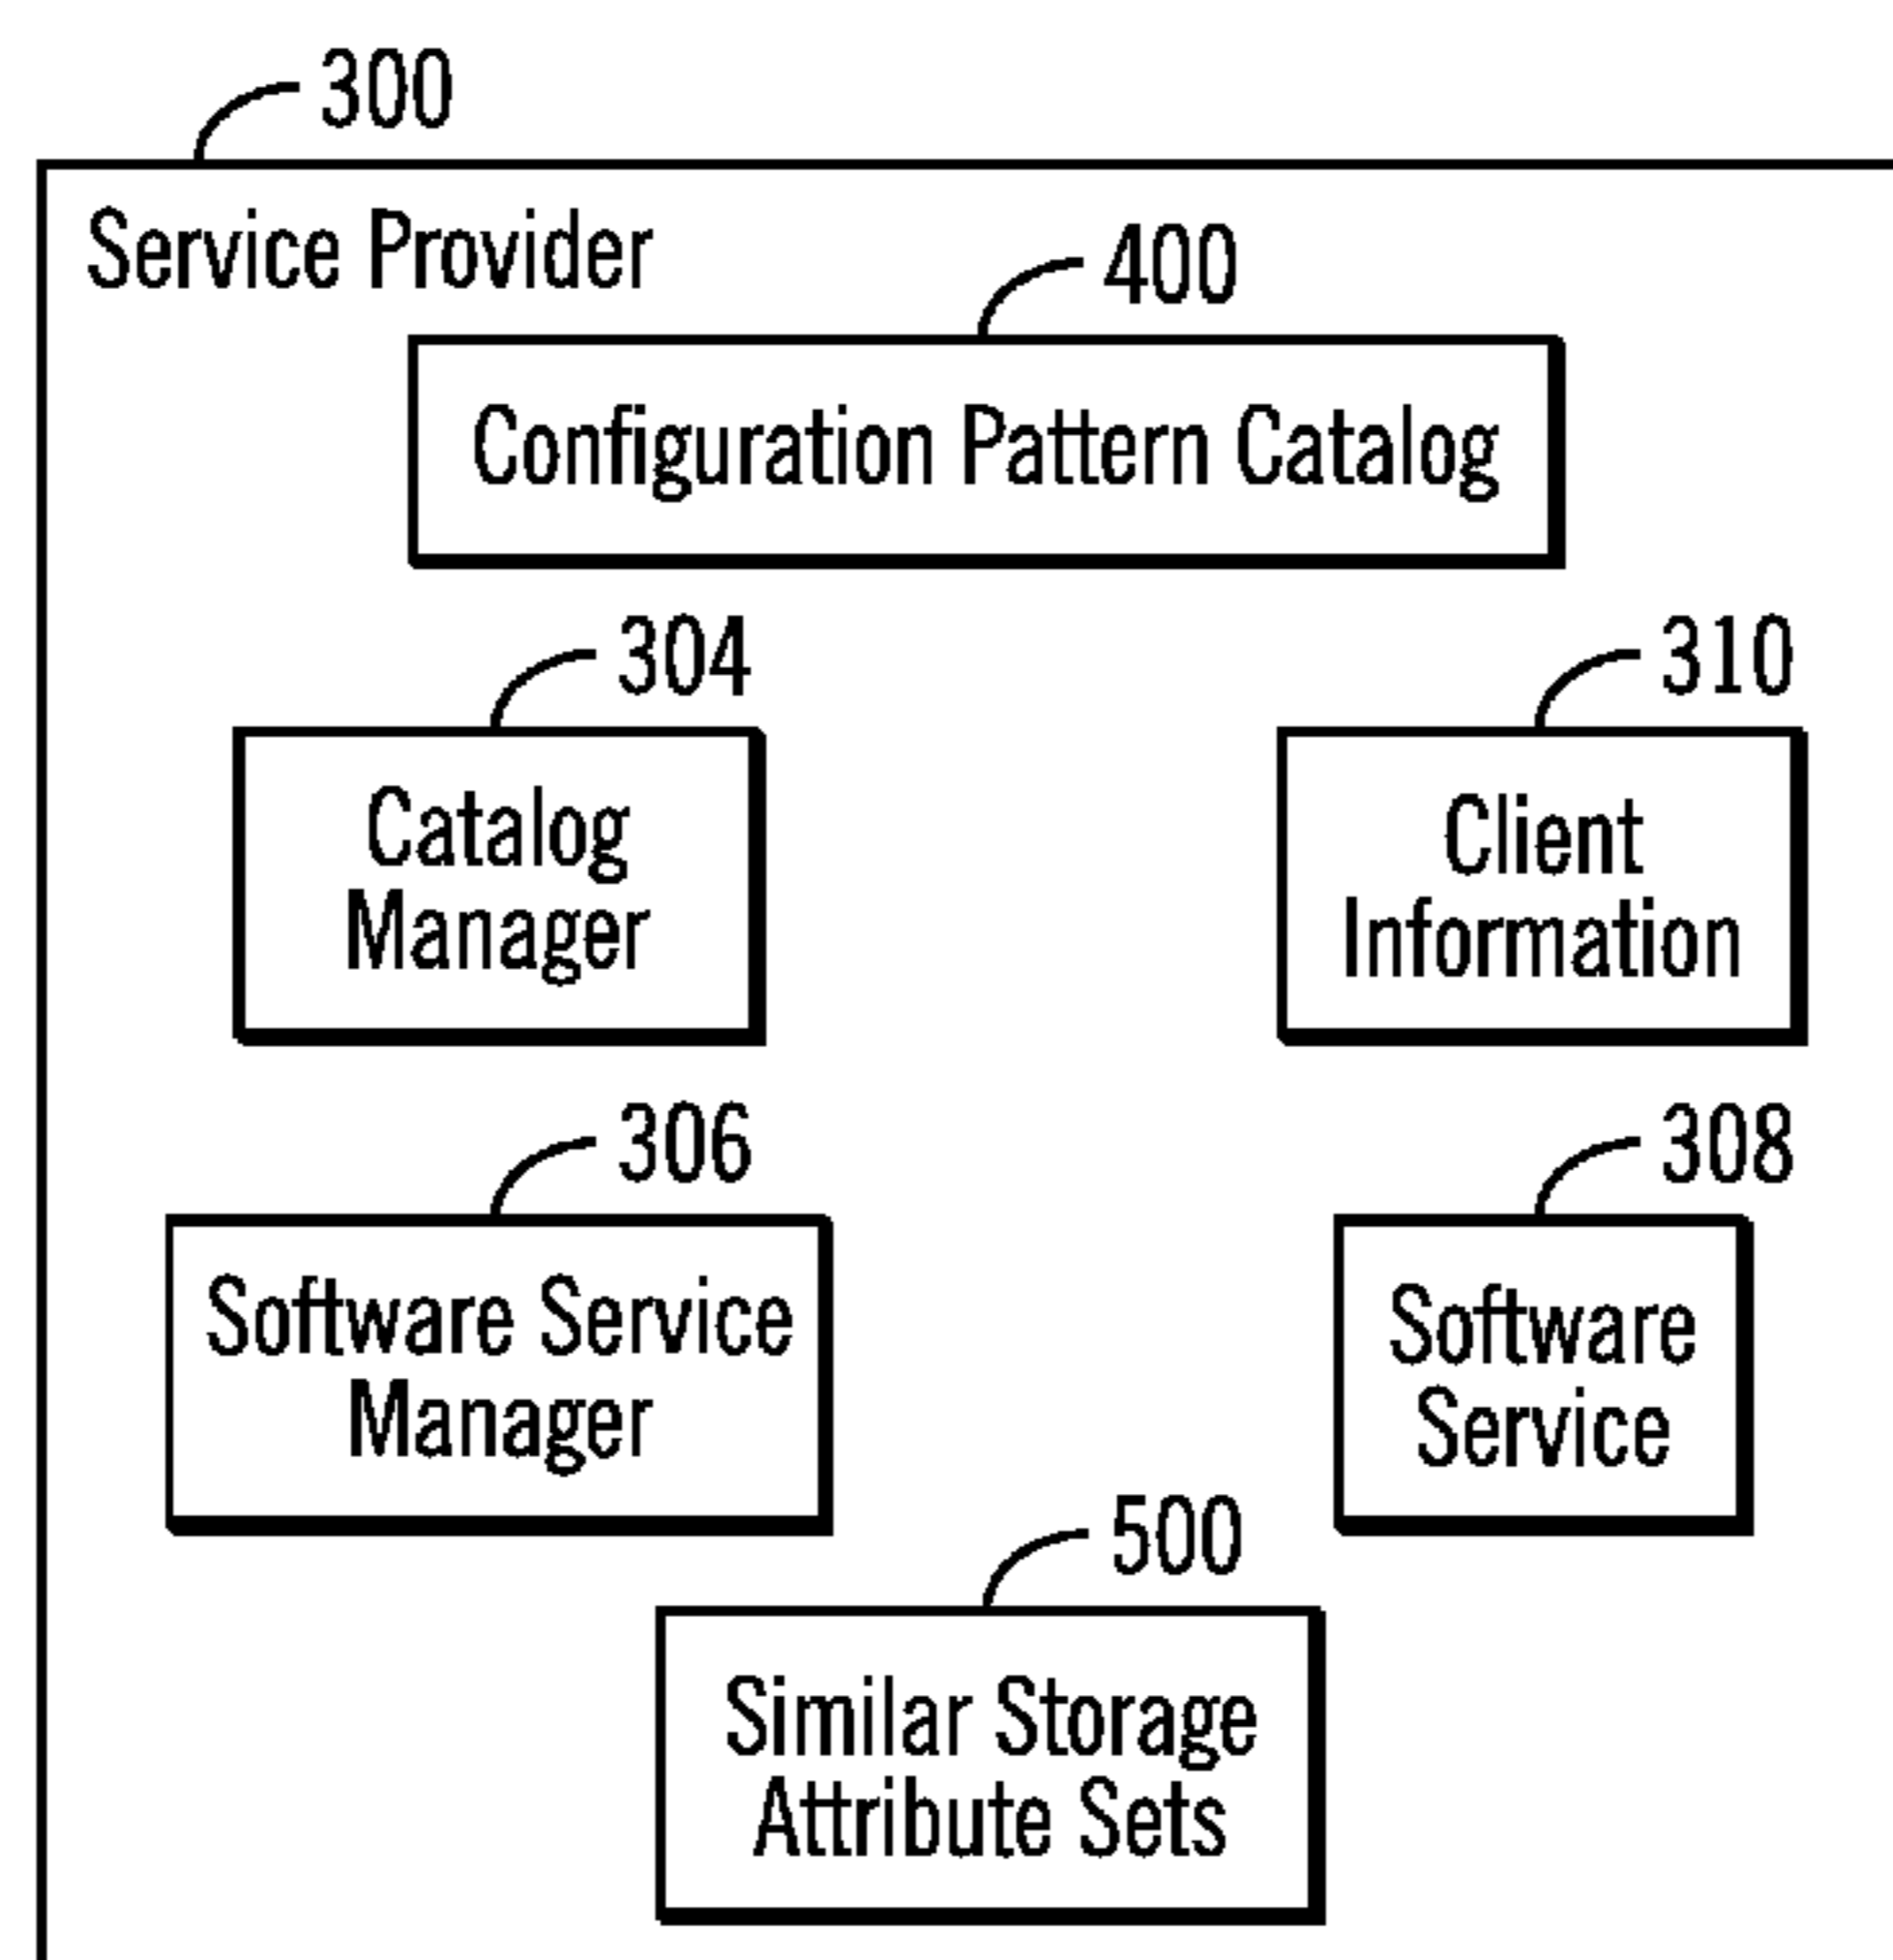 300
Service Provider
400
Configuration Pattern Catalog
304
Catalog
Manager
310
Client
Information
306
Software Service
Manager
308
Software
Service
500
Similar Storage
Attribute Sets